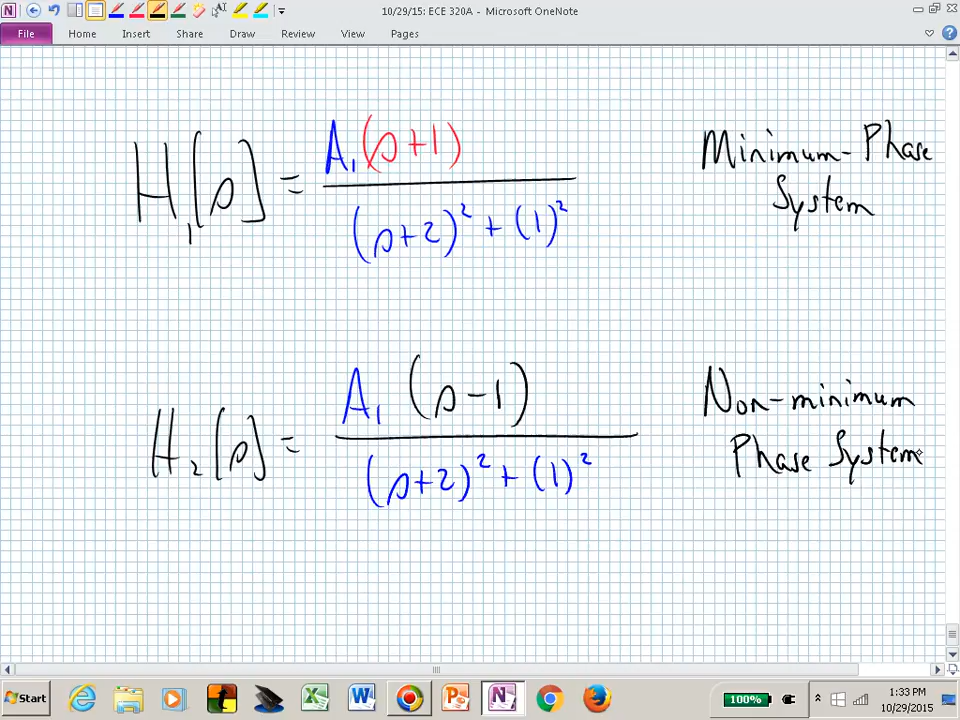 10/29/15: ECE 320A - Microsoft OneNote
File Home Insert Share Draw Review View Pages
H₁(s) = A₁(s+1) / (s+2)² + (1)²
Minimum-Phase
System
H₂(s) = A₁(s-1) / (s+2)² + (1)²
Non-minimum
Phase System
Start
100%
1:33 PM
10/29/2015